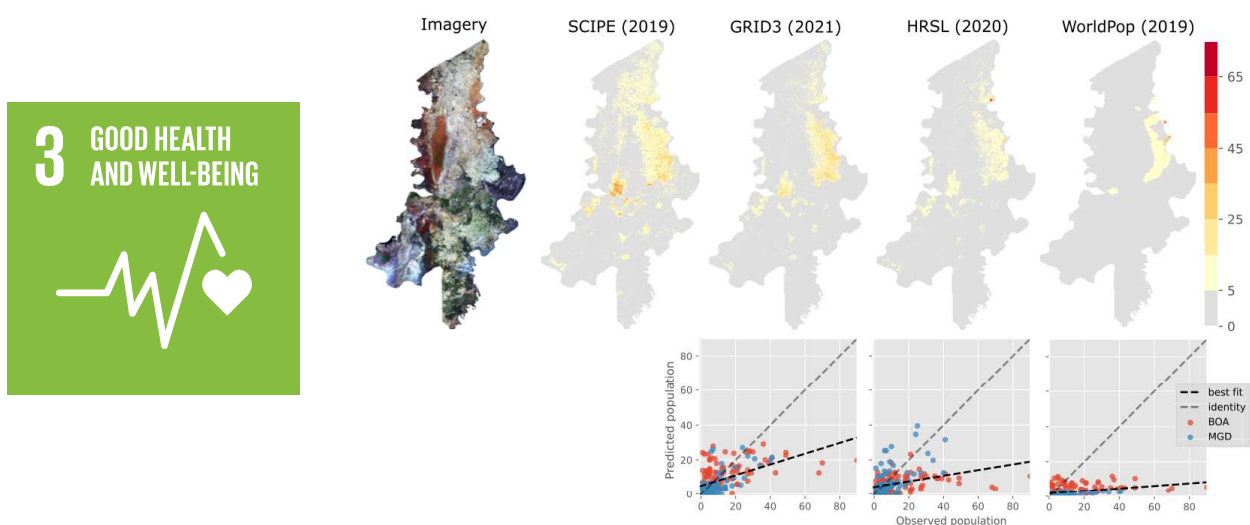 3 GOOD HEALTH
AND WELL-BEING
Imagery
SCIPE (2019)
GRID3 (2021)
HRSL (2020)
WorldPop (2019)
65
45
25
15
5
0
Predicted population
80
60
40
20
0
0 20 40 60 80
0 20 40 60 80
0 20 40 60 80
Observed population
best fit
identity
BOA
MGD